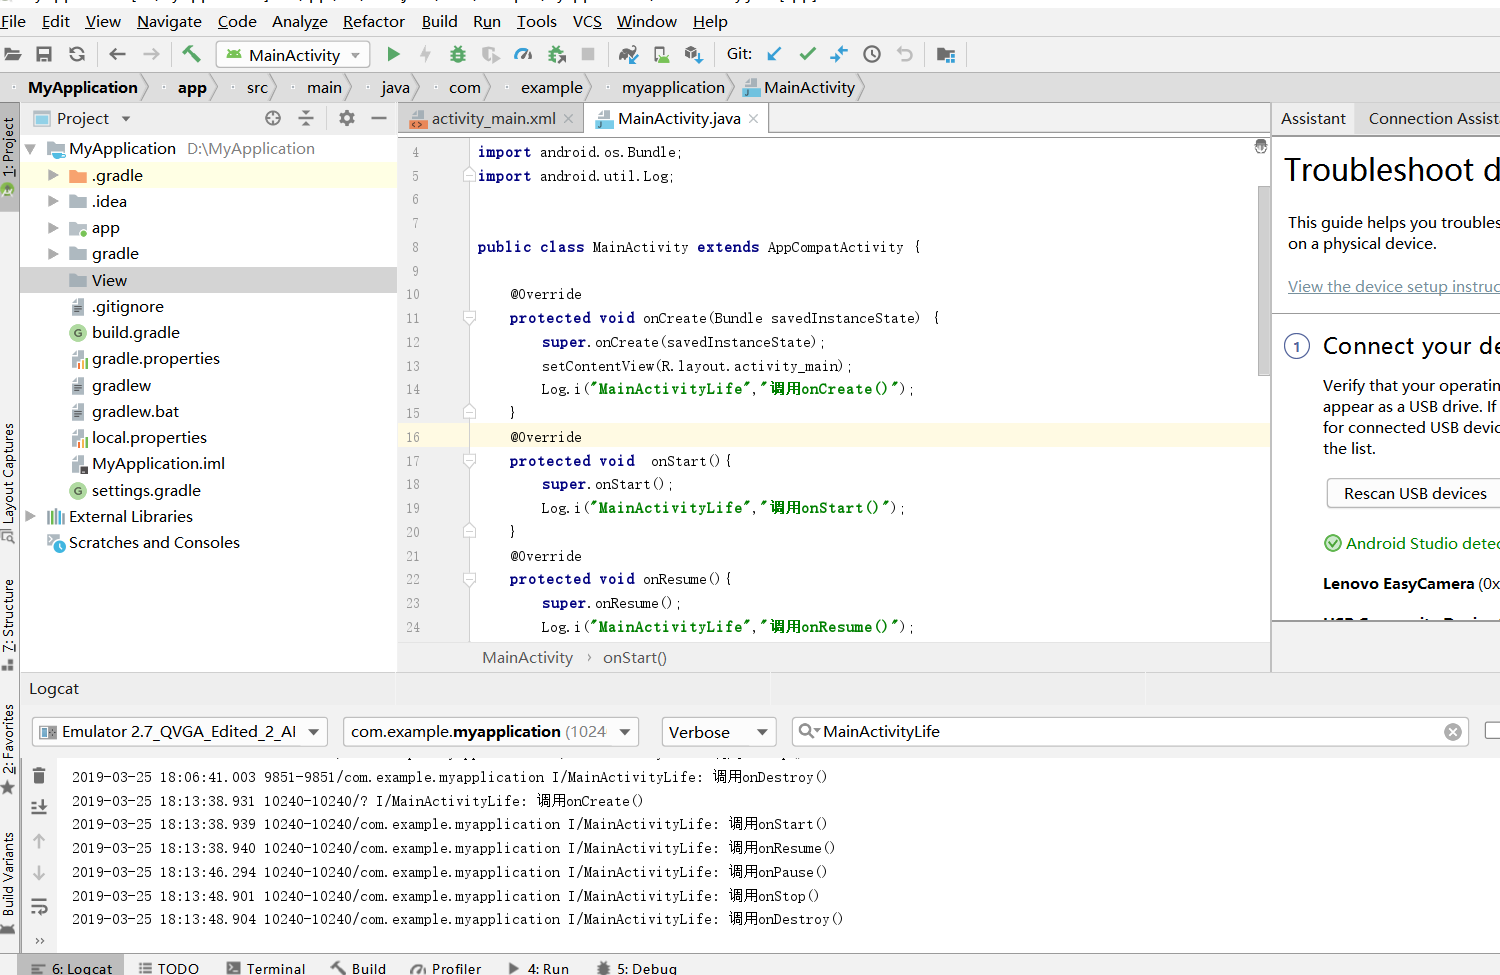 File Edit View Navigate Code Analyze Refactor Build Run Tools VCS Window Help
MainActivity Git:
MyApplication app src main java com example myapplication MainActivity
1: Project
Layout Captures
7: Structure
2: Favorites
Build Variants
Project
MyApplication D:\MyApplication
.gradle
.idea
app
gradle
View
.gitignore
build.gradle
gradle.properties
gradlew
gradlew.bat
local.properties
MyApplication.iml
settings.gradle
External Libraries
Scratches and Consoles
activity_main.xml MainActivity.java
4 import android.os.Bundle;
5 import android.util.Log;
6
7
8 public class MainActivity extends AppCompatActivity {
9
10 @Override
11 protected void onCreate(Bundle savedInstanceState) {
12 super.onCreate(savedInstanceState);
13 setContentView(R.layout.activity_main);
14 Log.i("MainActivityLife","调用onCreate()");
15 }
16 @Override
17 protected void onStart(){
18 super.onStart();
19 Log.i("MainActivityLife","调用onStart()");
20 }
21 @Override
22 protected void onResume(){
23 super.onResume();
24 Log.i("MainActivityLife","调用onResume()");
MainActivity › onStart()
Assistant Connection Assist
Troubleshoot d
This guide helps you troubles
on a physical device.
View the device setup instruc
1 Connect your de
Verify that your operatin
appear as a USB drive. If
for connected USB devic
the list.
Rescan USB devices
Android Studio detec
Lenovo EasyCamera (0x
Logcat
Emulator 2.7_QVGA_Edited_2_AI com.example.myapplication (1024 Verbose MainActivityLife
2019-03-25 18:06:41.003 9851-9851/com.example.myapplication I/MainActivityLife: 调用onDestroy()
2019-03-25 18:13:38.931 10240-10240/? I/MainActivityLife: 调用onCreate()
2019-03-25 18:13:38.939 10240-10240/com.example.myapplication I/MainActivityLife: 调用onStart()
2019-03-25 18:13:38.940 10240-10240/com.example.myapplication I/MainActivityLife: 调用onResume()
2019-03-25 18:13:46.294 10240-10240/com.example.myapplication I/MainActivityLife: 调用onPause()
2019-03-25 18:13:48.901 10240-10240/com.example.myapplication I/MainActivityLife: 调用onStop()
2019-03-25 18:13:48.904 10240-10240/com.example.myapplication I/MainActivityLife: 调用onDestroy()
6: Logcat TODO Terminal Build Profiler 4: Run 5: Debug